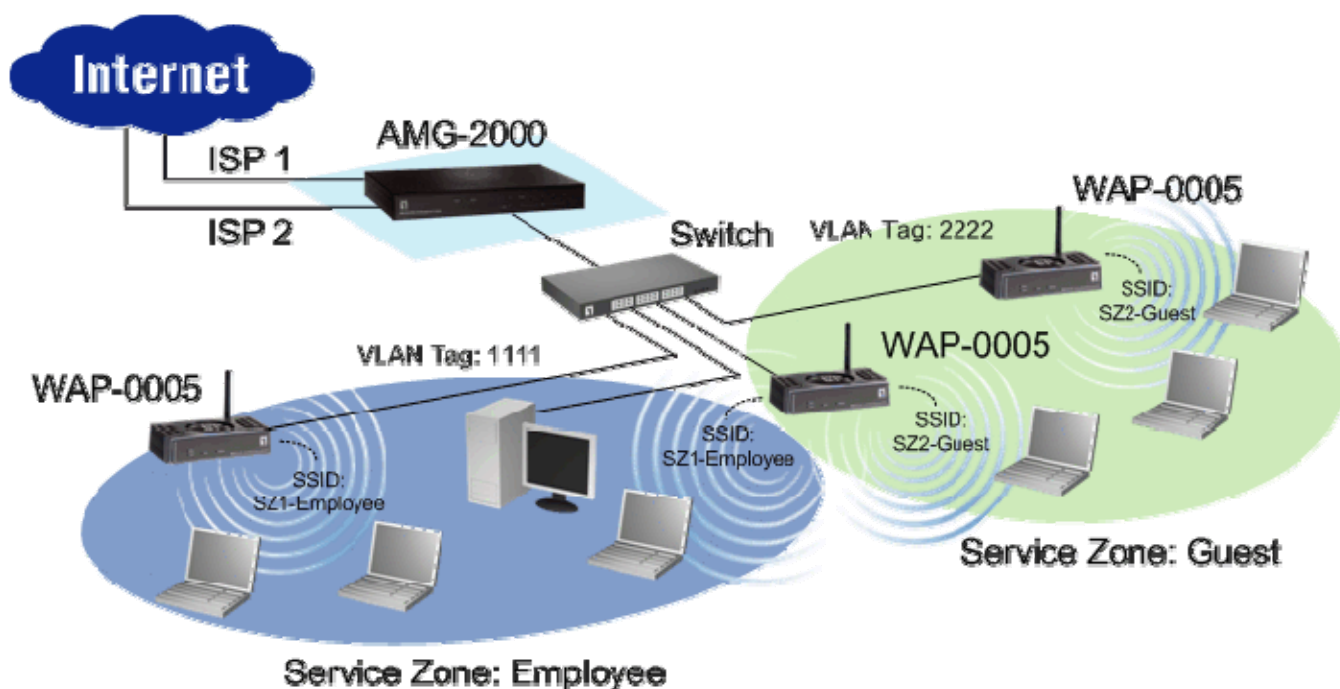 Internet
AMG-2000
ISP 1
ISP 2
Switch
WAP-0005
VLAN Tag: 2222
SSID:
SZ2-Guest
VLAN Tag: 1111
WAP-0005
WAP-0005
SSID:
SZ1-Employee
SSID:
SZ1-Employee
SSID:
SZ2-Guest
Service Zone: Guest
Service Zone: Employee